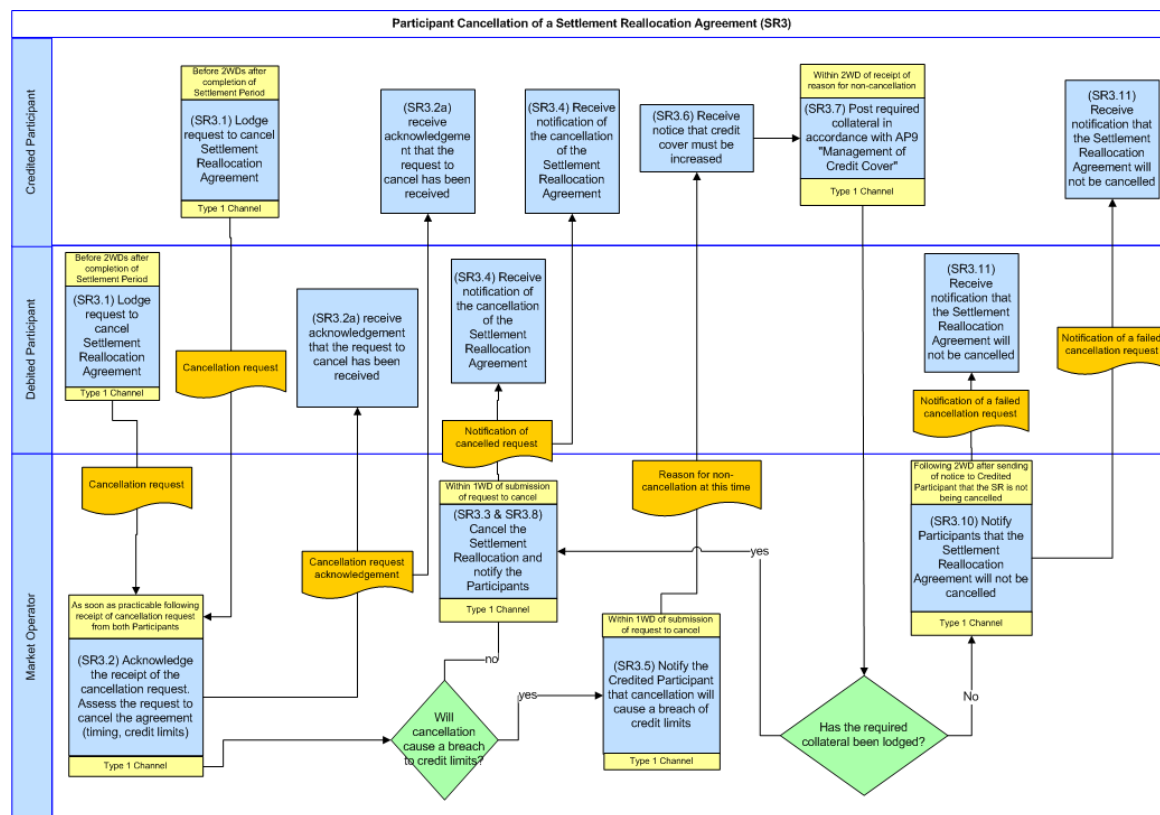 Participant Cancellation of a Settlement Reallocation Agreement (SR3)
Credited Participant
Before 2WDs after
completion of
Settlement Period
(SR3.1) Lodge
request to cancel
Settlement
Reallocation
Agreement
Type 1 Channel
(SR3.2a)
receive
acknowledgeme
nt that the
request to
cancel has been
received
(SR3.4) Receive
notification of
the cancellation
of the
Settlement
Reallocation
Agreement
(SR3.6) Receive
notice that credit
cover must be
increased
Within 2WD of receipt of
reason for non-cancellation
(SR3.7) Post required
collateral in
accordance with AP9
"Management of
Credit Cover"
Type 1 Channel
(SR3.11)
Receive
notification that
the Settlement
Reallocation
Agreement will
not be cancelled
Debited Participant
Before 2WDs after
completion of
Settlement Period
(SR3.1) Lodge
request to
cancel
Settlement
Reallocation
Agreement
Type 1 Channel
Cancellation request
(SR3.2a) receive
acknowledgement
that the request to
cancel has been
received
(SR3.4) Receive
notification of
the cancellation
of the
Settlement
Reallocation
Agreement
Notification of
cancelled request
(SR3.11)
Receive
notification that
the Settlement
Reallocation
Agreement will
not be cancelled
Notification of a failed
cancellation request
Notification of a failed
cancellation request
Market Operator
Cancellation request
As soon as practicable following
receipt of cancellation request
from both Participants
(SR3.2) Acknowledge
the receipt of the
cancellation request.
Assess the request to
cancel the agreement
(timing, credit limits)
Type 1 Channel
Cancellation request
acknowledgement
Within 1WD of submission
of request to cancel
(SR3.3 & SR3.8)
Cancel the
Settlement
Reallocation and
notify the
Participants
Type 1 Channel
no
Will
cancellation
cause a breach
to credit limits?
yes
Reason for non-
cancellation at this time
Within 1WD of submission
of request to cancel
(SR3.5) Notify the
Credited Participant
that cancellation will
cause a breach of
credit limits
Type 1 Channel
yes
Has the required
collateral been lodged?
No
Following 2WD after sending
of notice to Credited
Participant that the SR is not
being cancelled
(SR3.10) Notify
Participants that the
Settlement
Reallocation
Agreement will not be
cancelled
Type 1 Channel